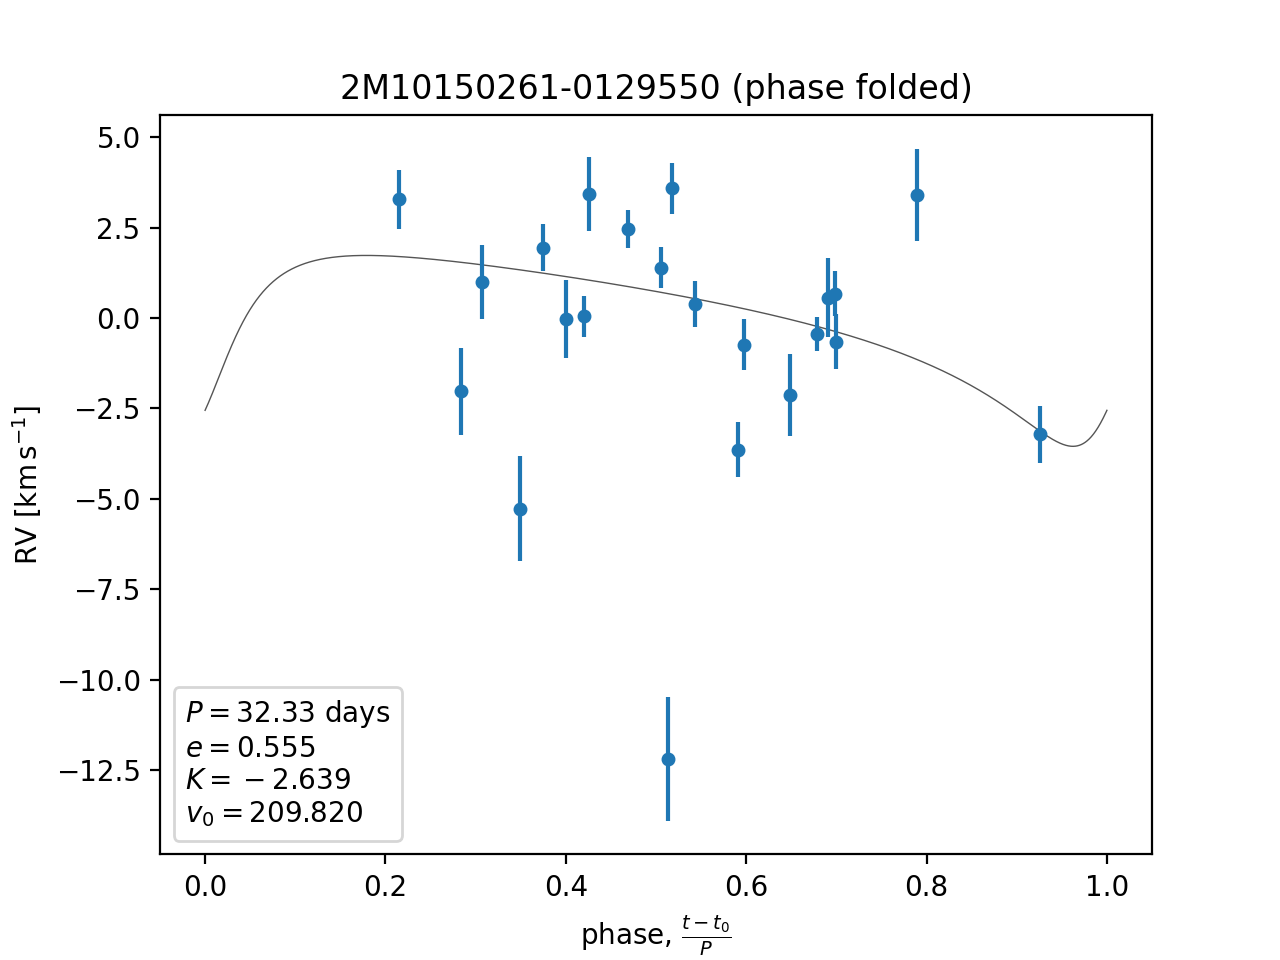 2M10150261-0129550 (phase folded)
5.0
2.5
0.0
−2.5
−5.0
−7.5
−10.0
−12.5
RV [km s⁻¹]
P = 32.33 days
e = 0.555
K = −2.639
v₀ = 209.820
0.0 0.2 0.4 0.6 0.8 1.0
phase, (t − t₀)/P